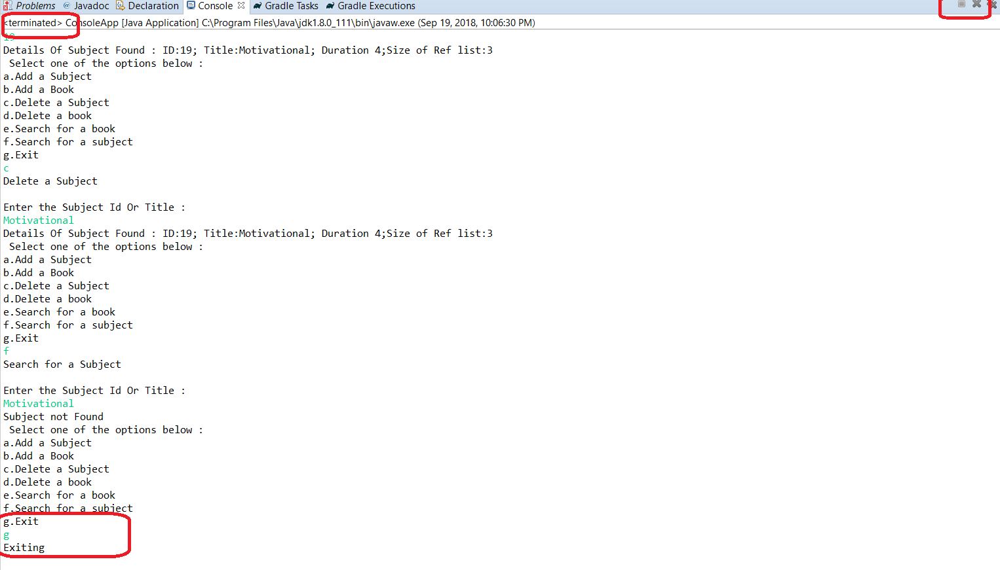 Problems @ Javadoc Declaration Console Gradle Tasks Gradle Executions
<terminated> ConsoleApp [Java Application] C:\Program Files\Java\jdk1.8.0_111\bin\javaw.exe (Sep 19, 2018, 10:06:30 PM)
19
Details Of Subject Found : ID:19; Title:Motivational; Duration 4;Size of Ref list:3
 Select one of the options below :
a.Add a Subject
b.Add a Book
c.Delete a Subject
d.Delete a book
e.Search for a book
f.Search for a subject
g.Exit
c
Delete a Subject

Enter the Subject Id Or Title :
Motivational
Details Of Subject Found : ID:19; Title:Motivational; Duration 4;Size of Ref list:3
 Select one of the options below :
a.Add a Subject
b.Add a Book
c.Delete a Subject
d.Delete a book
e.Search for a book
f.Search for a subject
g.Exit
f
Search for a Subject

Enter the Subject Id Or Title :
Motivational
Subject not Found
 Select one of the options below :
a.Add a Subject
b.Add a Book
c.Delete a Subject
d.Delete a book
e.Search for a book
f.Search for a subject
g.Exit
g
Exiting